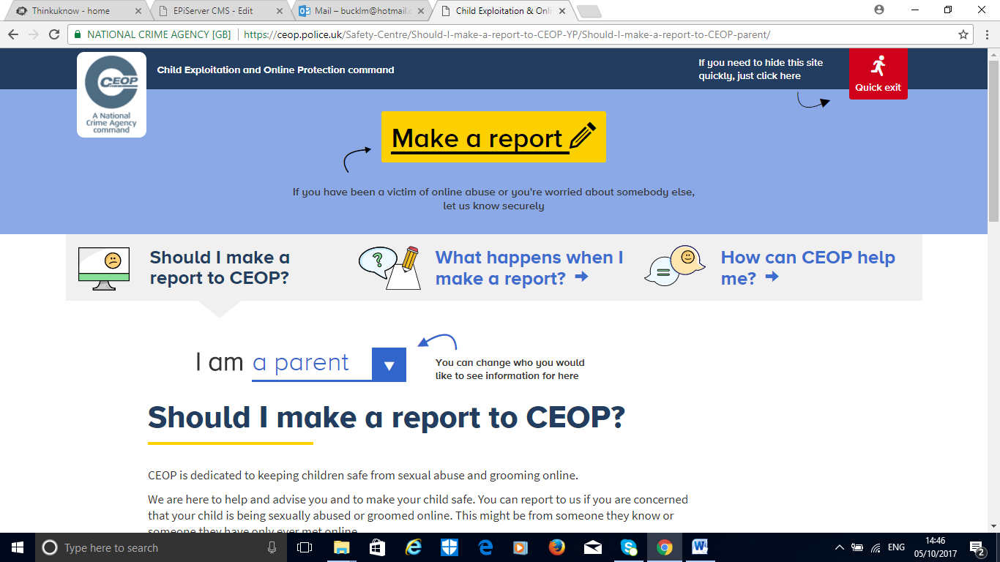 Thinkuknow - home
EPiServer CMS - Edit
Mail – bucklm@hotmail.c
Child Exploitation & Onli
NATIONAL CRIME AGENCY [GB]
https://ceop.police.uk/Safety-Centre/Should-I-make-a-report-to-CEOP-YP/Should-I-make-a-report-to-CEOP-parent/
CEOP
A National
Crime Agency
command
Child Exploitation and Online Protection command
If you need to hide this site
quickly, just click here
Quick exit
Make a report
If you have been a victim of online abuse or you're worried about somebody else,
let us know securely
Should I make a
report to CEOP?
What happens when I
make a report?
How can CEOP help
me?
I am a parent
You can change who you would
like to see information for here
Should I make a report to CEOP?
CEOP is dedicated to keeping children safe from sexual abuse and grooming online.
We are here to help and advise you and to make your child safe. You can report to us if you are concerned
that your child is being sexually abused or groomed online. This might be from someone they know or
someone they have only ever met online.
Type here to search
ENG
14:46
05/10/2017
2